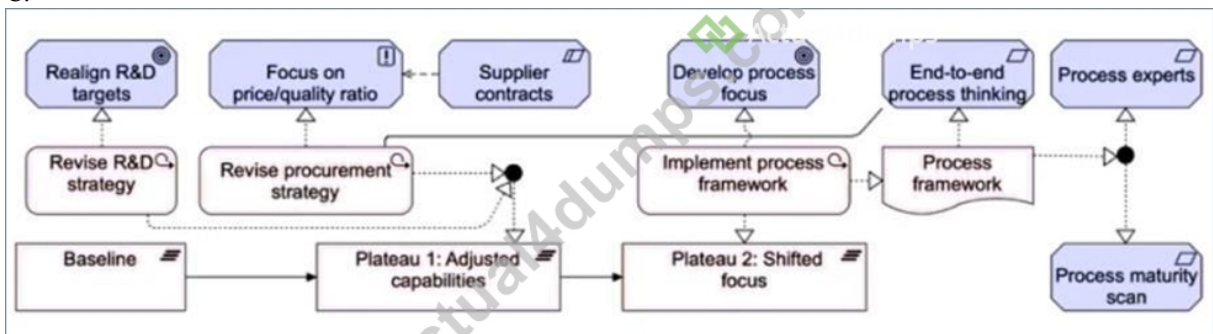 Realign R&D
targets
Focus on
price/quality ratio
Supplier
contracts
Develop process
focus
End-to-end
process thinking
Process experts
Revise R&D
strategy
Revise procurement
strategy
Implement process
framework
Process
framework
Baseline
Plateau 1: Adjusted
capabilities
Plateau 2: Shifted
focus
Process maturity
scan